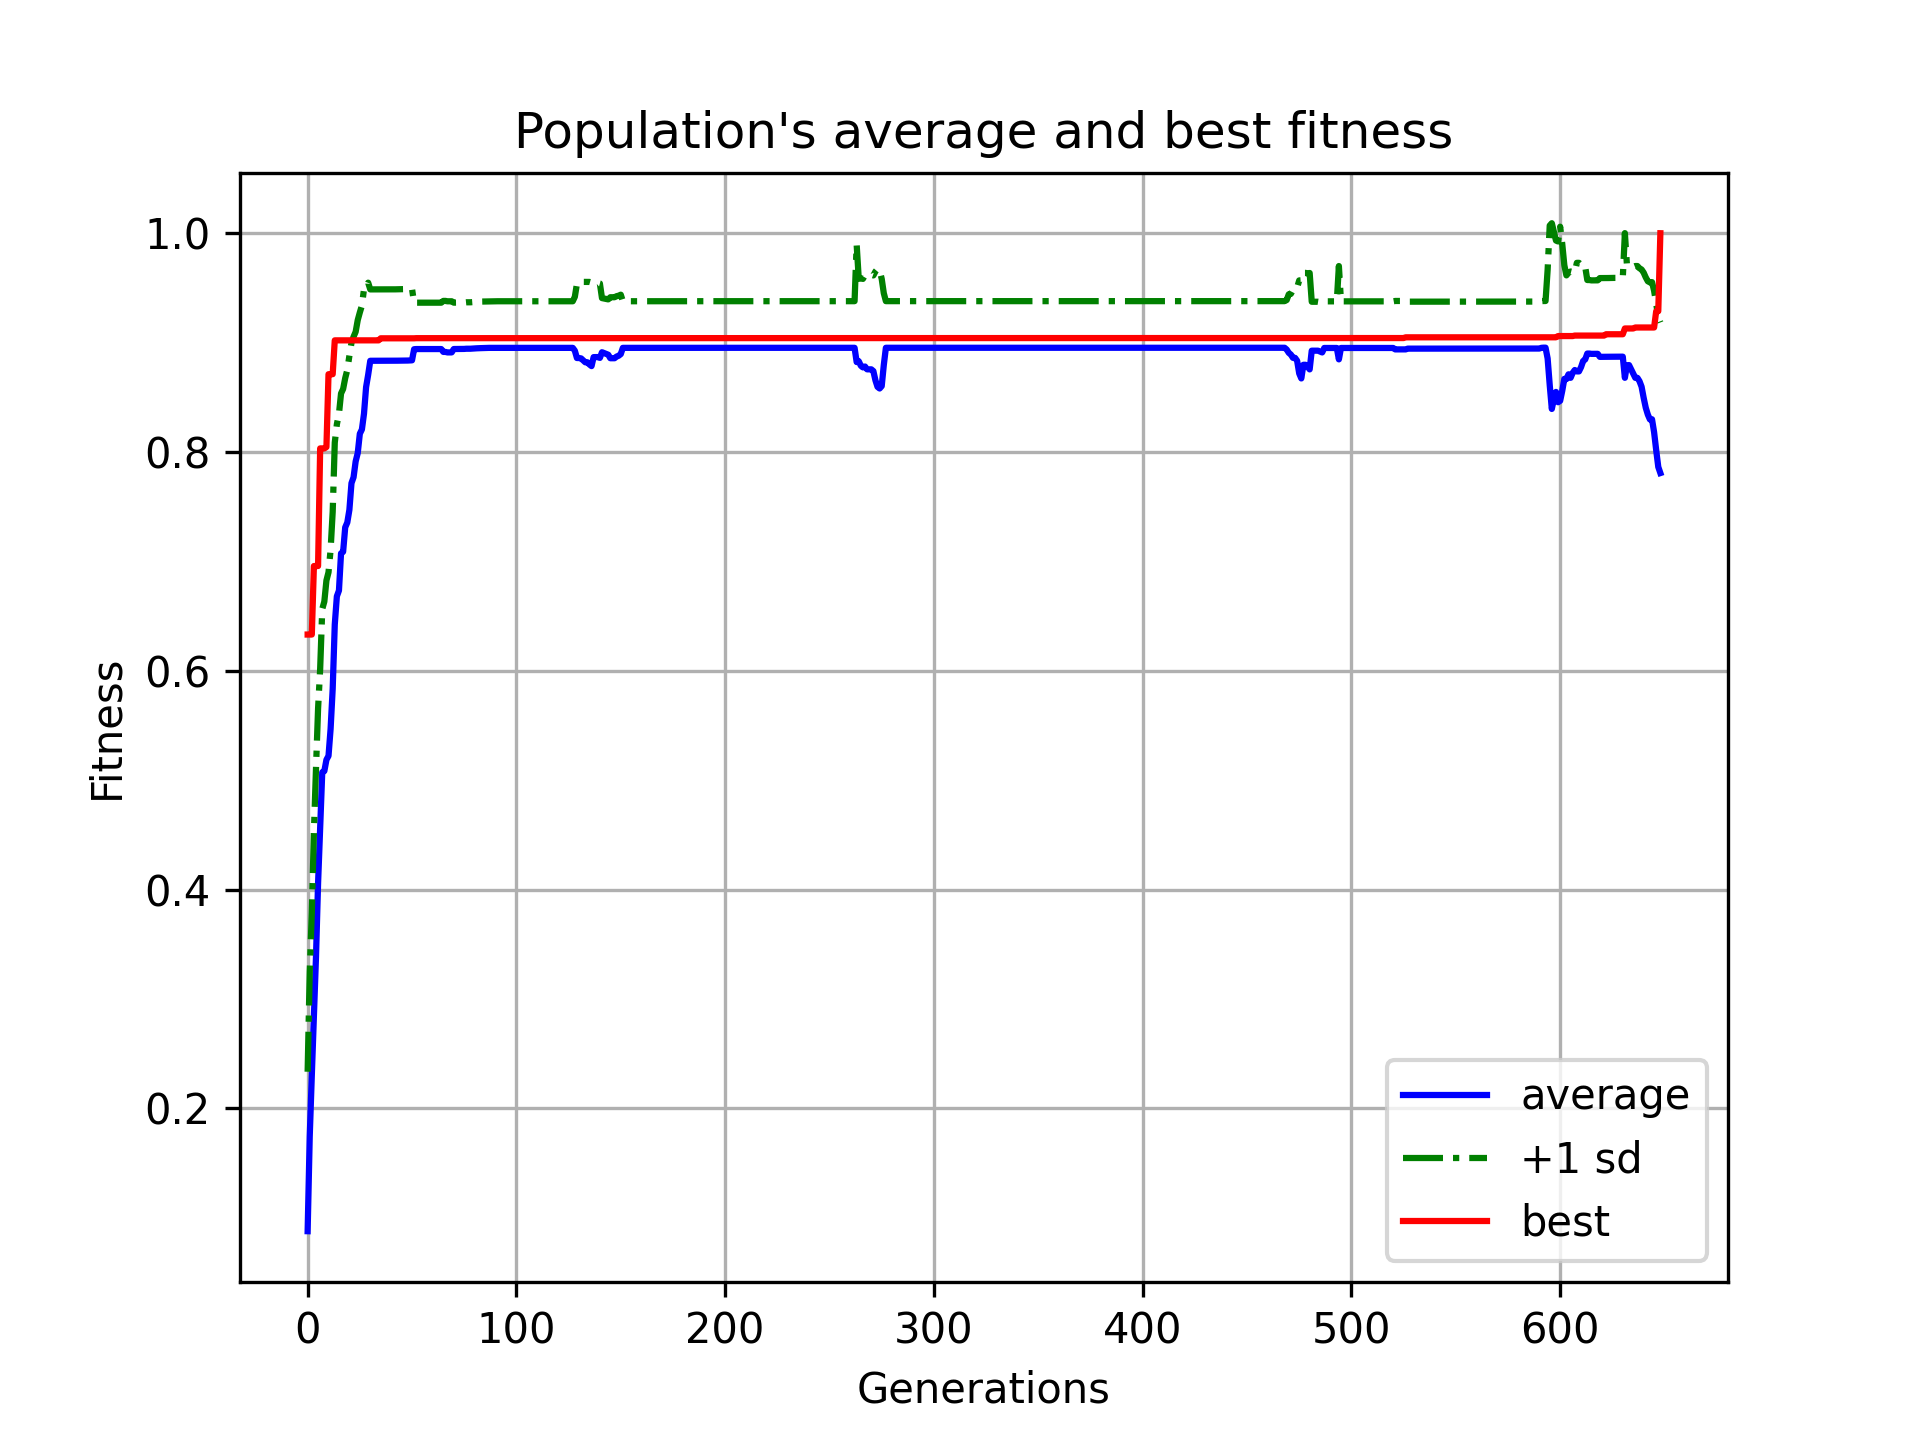 Population's average and best fitness
1.0
0.8
0.6
0.4
0.2
Fitness
0 100 200 300 400 500 600
Generations
average
+1 sd
best